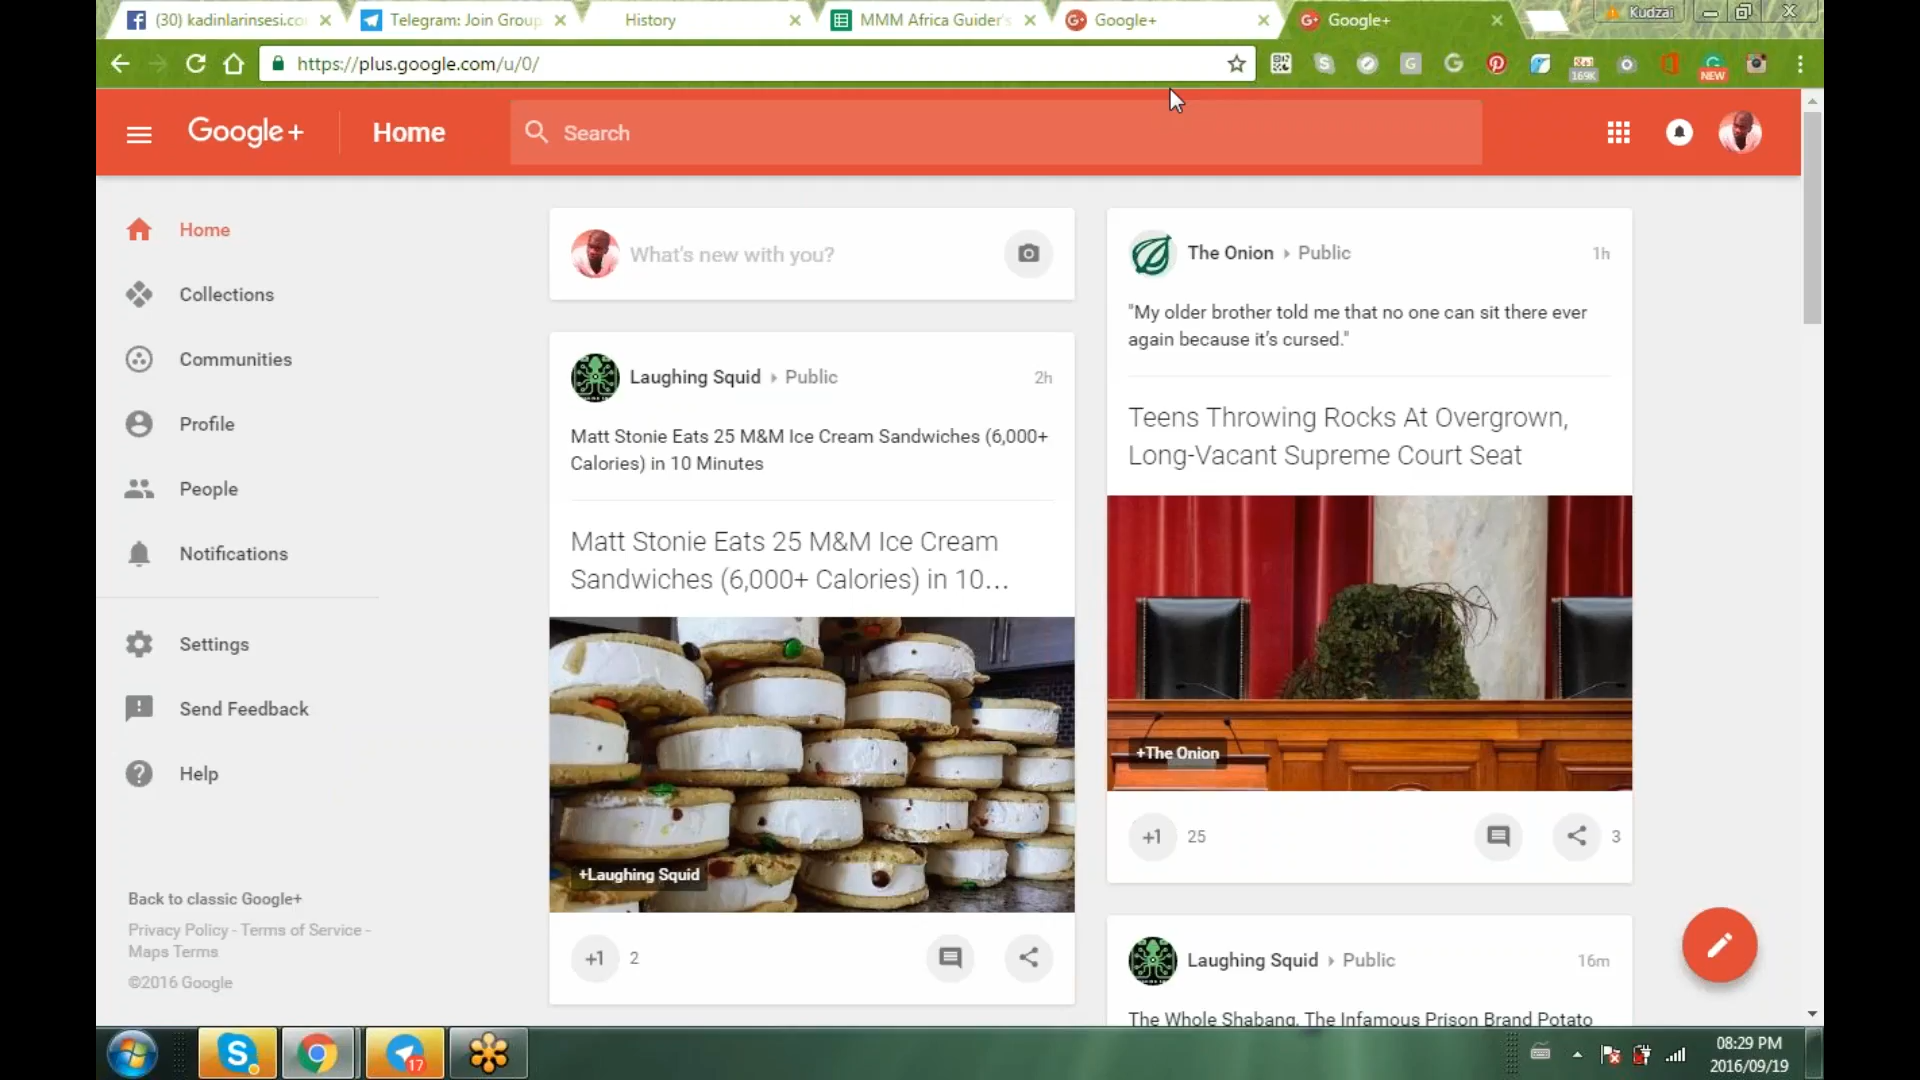 (30) kadinlarinsesi.co
Telegram: Join Group
History
MMM Africa Guider's
Google+
Google+
Kudzai
https://plus.google.com/u/0/
169K
NEW
Google+
Home
Search
Home
Collections
Communities
Profile
People
Notifications
Settings
Send Feedback
Help
Back to classic Google+
Privacy Policy - Terms of Service -
Maps Terms
©2016 Google
What's new with you?
Laughing Squid
Public
2h
Matt Stonie Eats 25 M&M Ice Cream Sandwiches (6,000+
Calories) in 10 Minutes
Matt Stonie Eats 25 M&M Ice Cream
Sandwiches (6,000+ Calories) in 10...
+Laughing Squid
+1
2
The Onion
Public
1h
"My older brother told me that no one can sit there ever
again because it's cursed."
Teens Throwing Rocks At Overgrown,
Long-Vacant Supreme Court Seat
+The Onion
+1
25
3
Laughing Squid
Public
16m
The Whole Shabang, The Infamous Prison Brand Potato
17
08:29 PM
2016/09/19